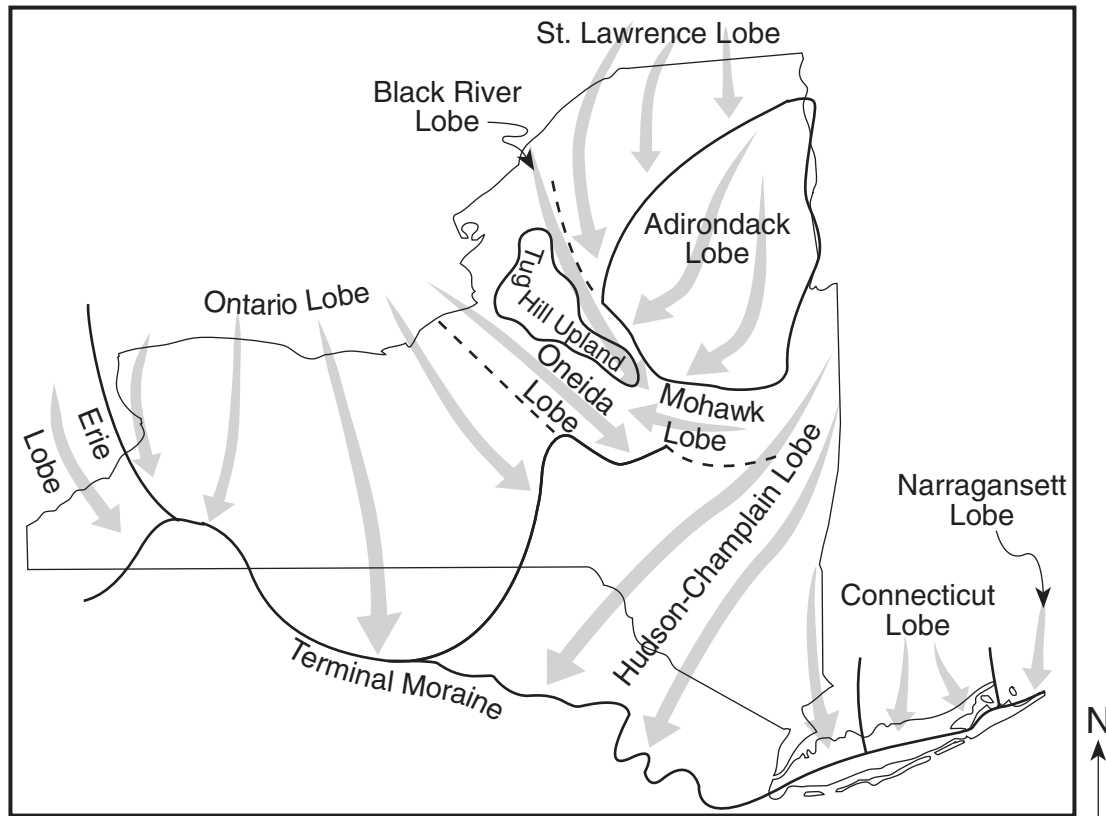 St. Lawrence Lobe
Black River
Lobe
Adirondack
Lobe
Tug
Hill Upland
Ontario Lobe
Oneida
Lobe
Mohawk
Lobe
Erie
Lobe
Hudson-Champlain Lobe
Narragansett
Lobe
Connecticut
Lobe
Terminal Moraine
N